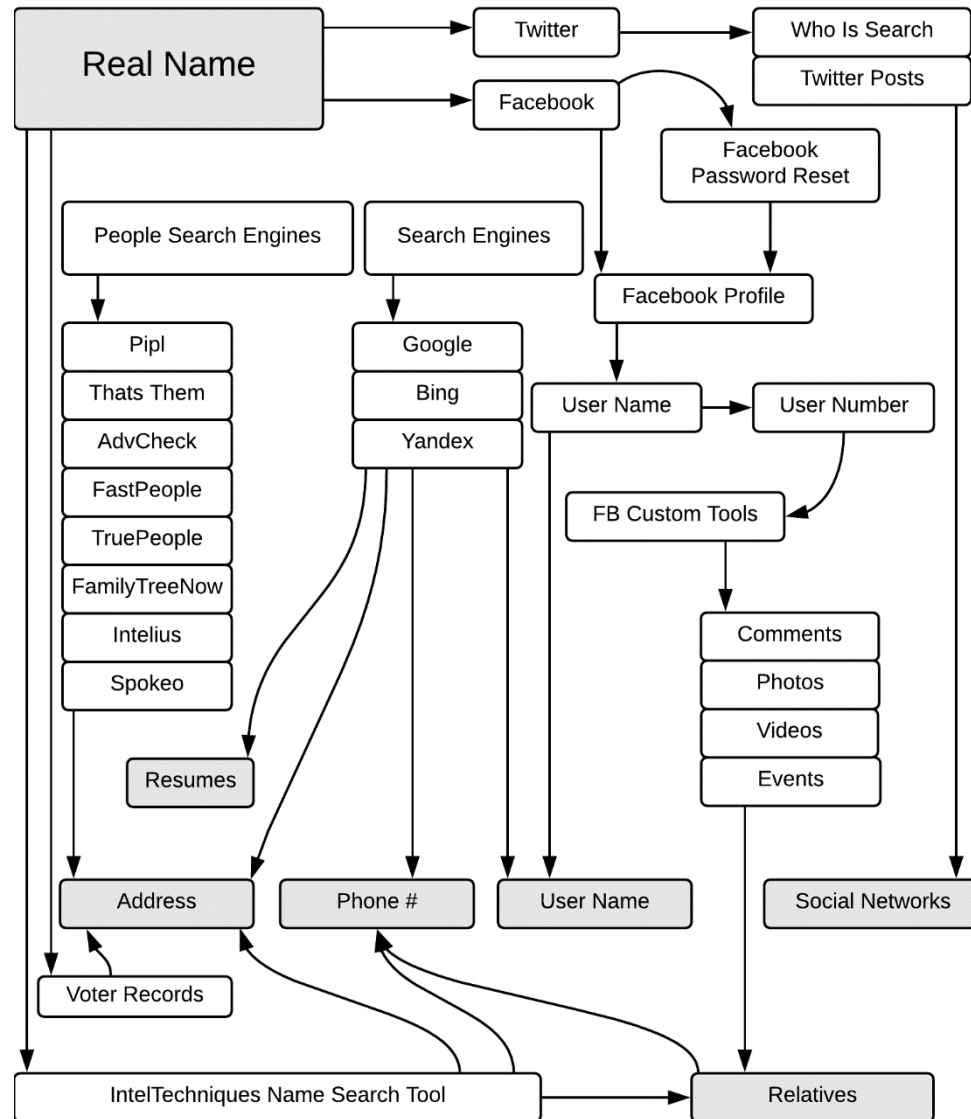 Real Name
Twitter
Who Is Search
Twitter Posts
Facebook
Facebook
Password Reset
People Search Engines
Search Engines
Facebook Profile
Pipl
Thats Them
AdvCheck
FastPeople
TruePeople
FamilyTreeNow
Intelius
Spokeo
Google
Bing
Yandex
User Name
User Number
FB Custom Tools
Comments
Photos
Videos
Events
Resumes
Address
Phone #
User Name
Social Networks
Voter Records
IntelTechniques Name Search Tool
Relatives